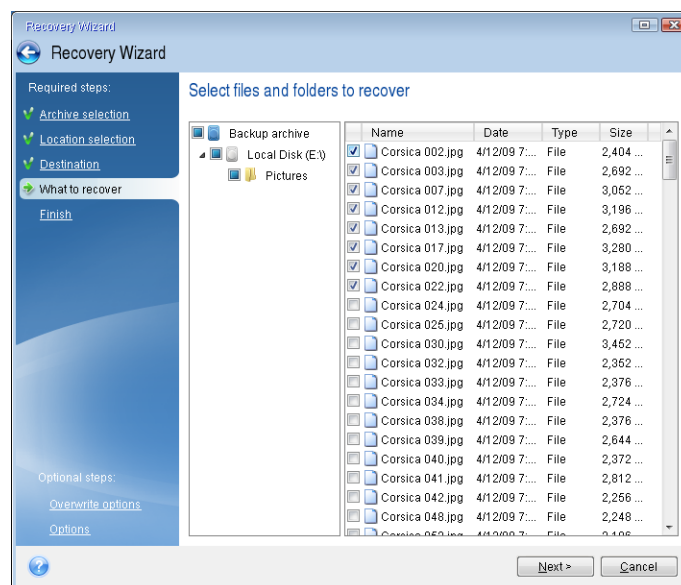 Recovery Wizard
Recovery Wizard
Required steps:
Archive selection
Location selection
Destination
What to recover
Finish
Optional steps:
Overwrite options
Options
Select files and folders to recover
Backup archive
Local Disk (E:\)
Pictures
Name Date Type Size
Corsica 002.jpg 4/12/09 7:... File 2,404 ...
Corsica 003.jpg 4/12/09 7:... File 2,692 ...
Corsica 007.jpg 4/12/09 7:... File 3,052 ...
Corsica 012.jpg 4/12/09 7:... File 3,196 ...
Corsica 013.jpg 4/12/09 7:... File 2,692 ...
Corsica 017.jpg 4/12/09 7:... File 3,280 ...
Corsica 020.jpg 4/12/09 7:... File 3,188 ...
Corsica 022.jpg 4/12/09 7:... File 2,888 ...
Corsica 024.jpg 4/12/09 7:... File 2,704 ...
Corsica 025.jpg 4/12/09 7:... File 2,720 ...
Corsica 030.jpg 4/12/09 7:... File 3,452 ...
Corsica 032.jpg 4/12/09 7:... File 2,352 ...
Corsica 033.jpg 4/12/09 7:... File 2,376 ...
Corsica 034.jpg 4/12/09 7:... File 2,724 ...
Corsica 038.jpg 4/12/09 7:... File 2,376 ...
Corsica 039.jpg 4/12/09 7:... File 2,644 ...
Corsica 040.jpg 4/12/09 7:... File 2,372 ...
Corsica 041.jpg 4/12/09 7:... File 2,812 ...
Corsica 042.jpg 4/12/09 7:... File 2,256 ...
Corsica 048.jpg 4/12/09 7:... File 2,248 ...
Next >
Cancel